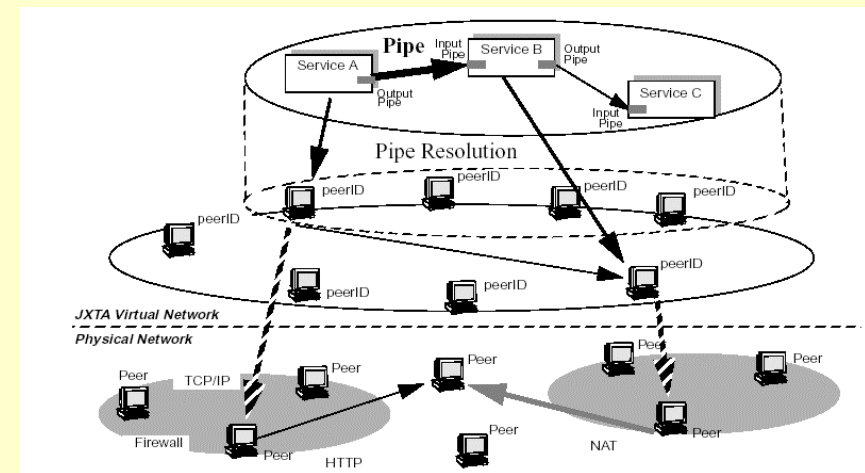 Pipe
Input
Pipe
Service B
Output
Pipe
Service A
Output
Pipe
Service C
Input
Pipe
Pipe Resolution
peerID
peerID
peerID
peerID
peerID
peerID
peerID
peerID
JXTA Virtual Network
Physical Network
Peer
TCP/IP
Peer
Peer
Peer
Peer
Firewall
Peer
HTTP
Peer
NAT
Peer